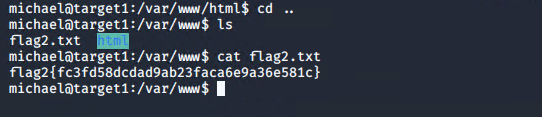 michael@target1:/var/www/html$ cd ..
michael@target1:/var/www$ ls
flag2.txt  html
michael@target1:/var/www$ cat flag2.txt
flag2{fc3fd58dcdad9ab23faca6e9a36e581c}
michael@target1:/var/www$